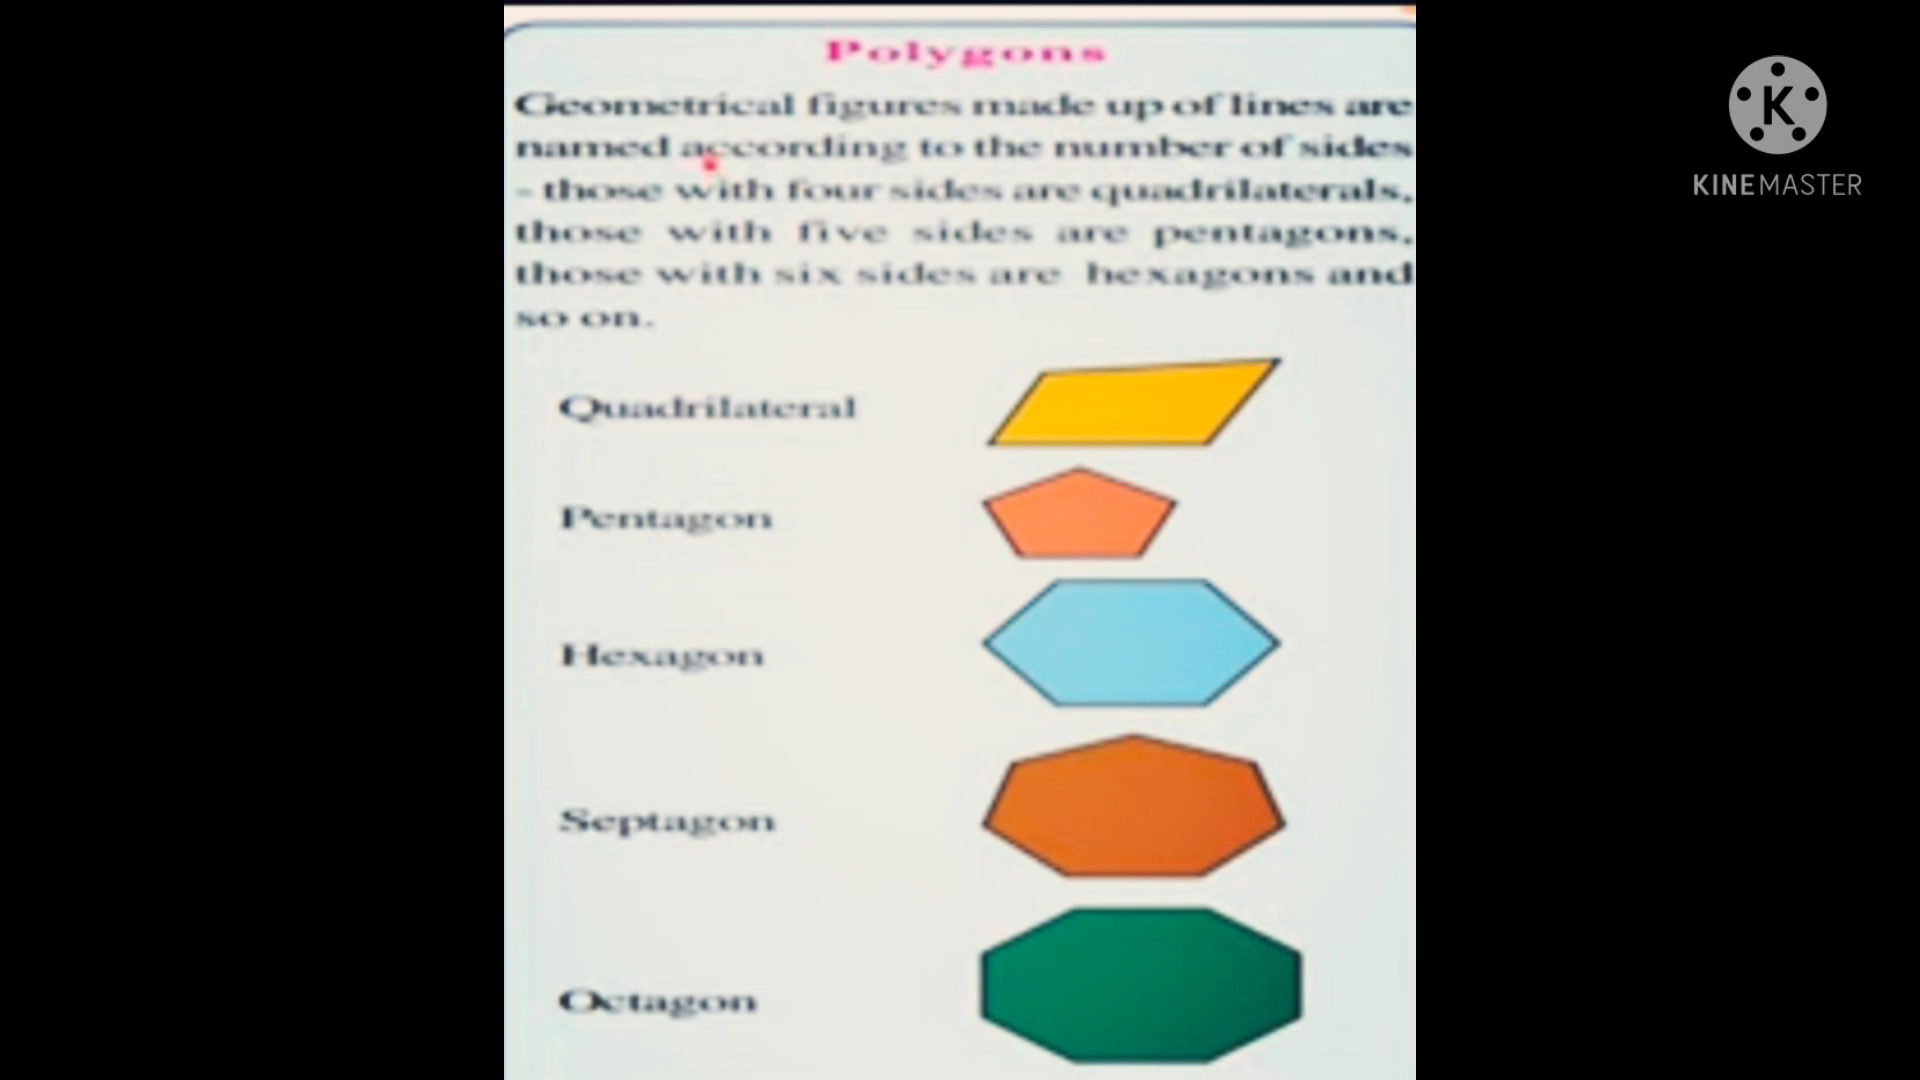 Polygons
Geometrical figures made up of lines are
named according to the number of sides
- those with four sides are quadrilaterals,
those with five sides are pentagons,
those with six sides are hexagons and
so on.
Quadrilateral
Pentagon
Hexagon
Septagon
Octagon
K
KINEMASTER